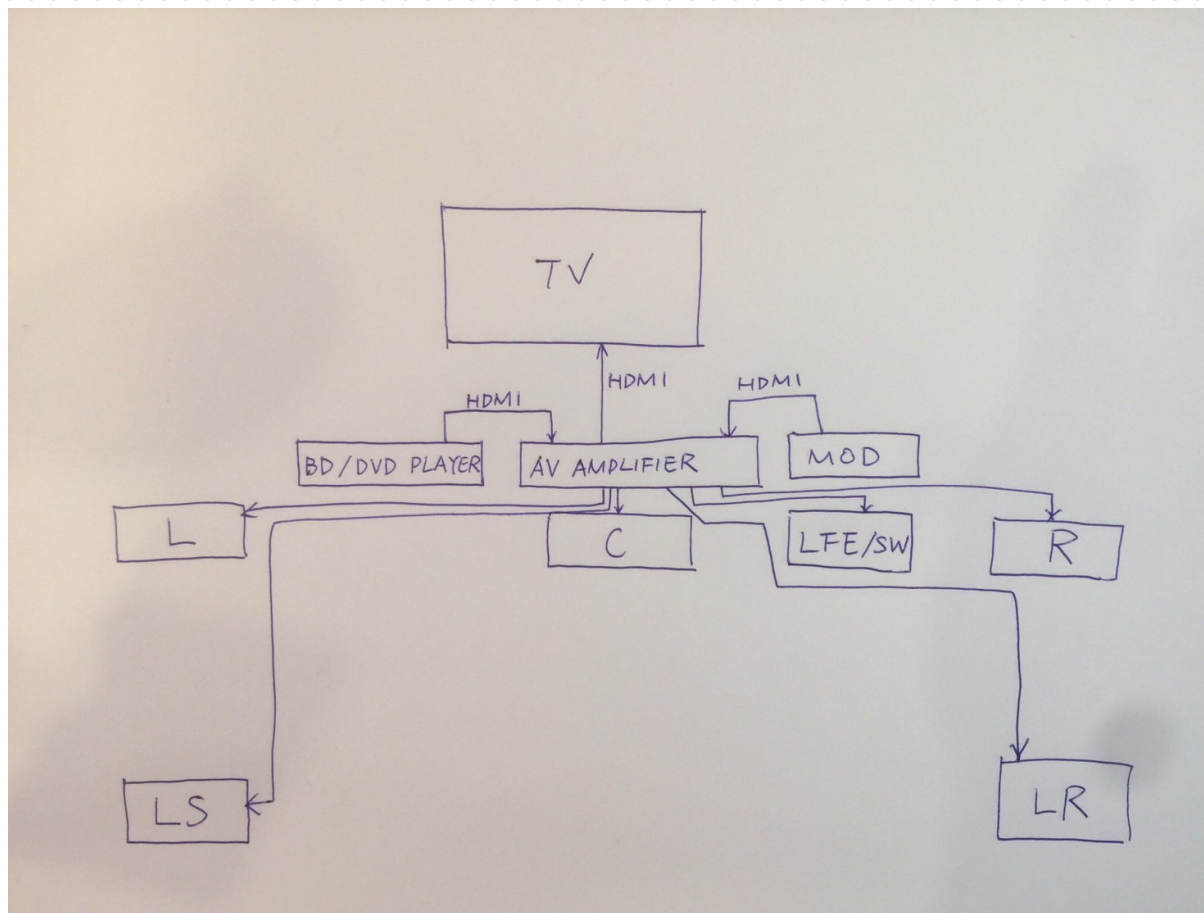 TV
HDMI
HDMI
HDMI
BD/DVD PLAYER
AV AMPLIFIER
MOD
L
C
LFE/SW
R
LS
LR